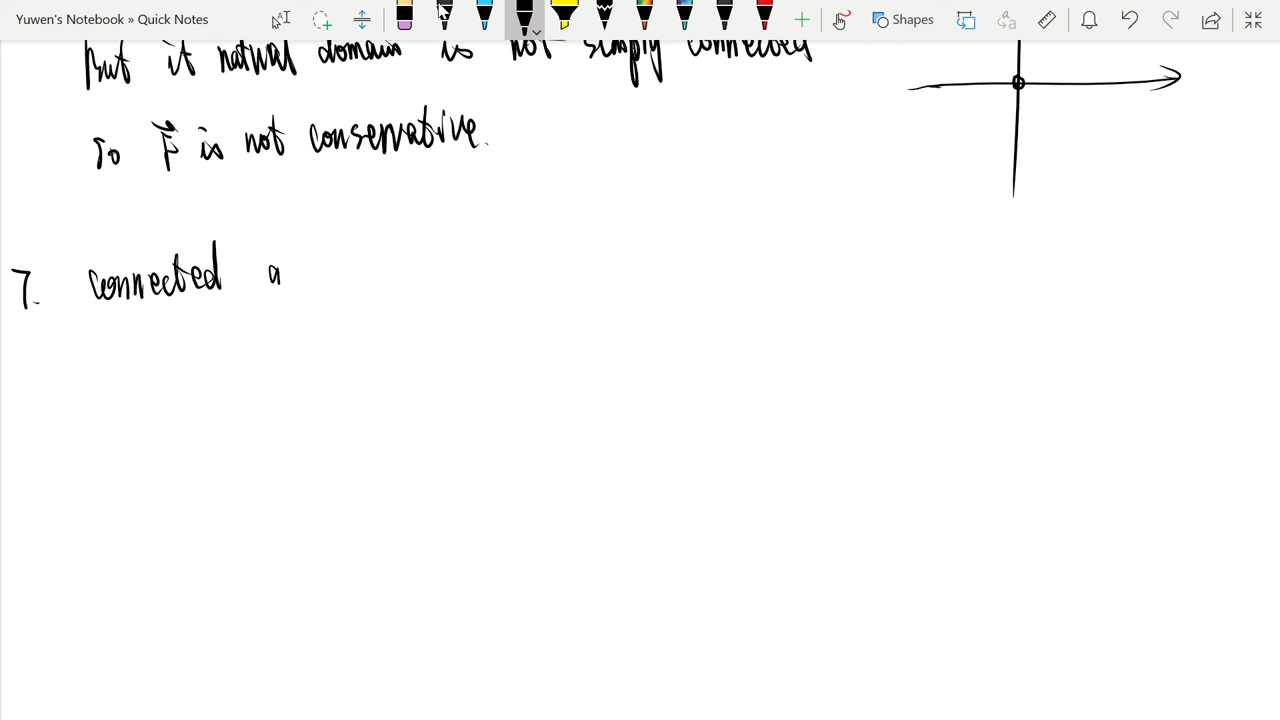 Yuwen's Notebook » Quick Notes
Shapes
But it natural domain is not simply connected
So F⃗ is not conservative.
7. connected a